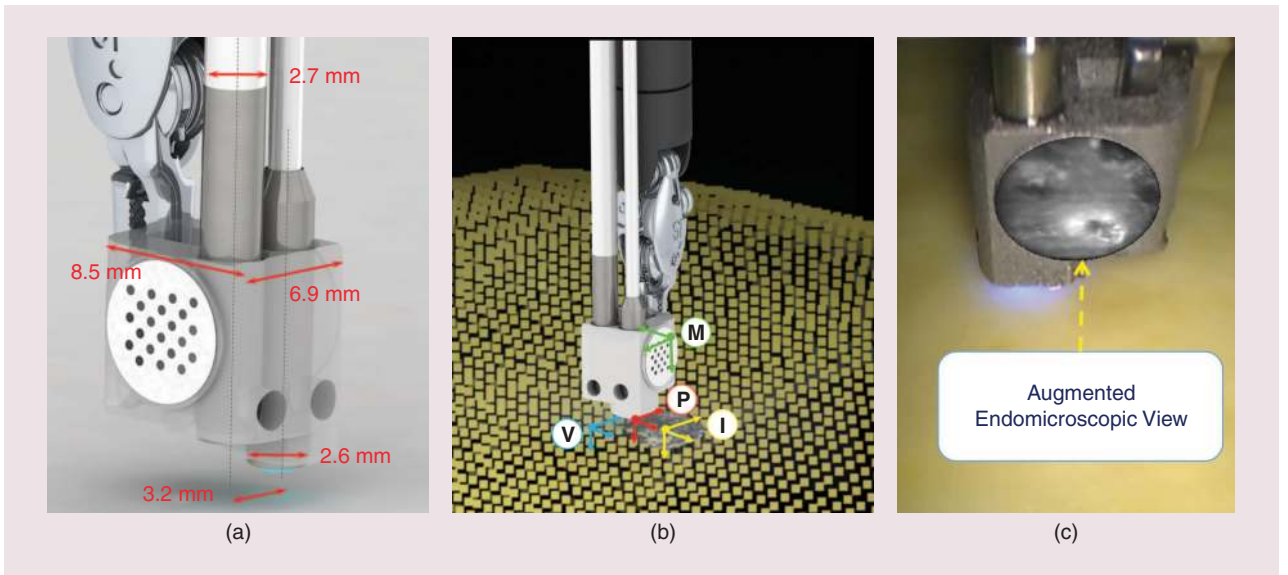 2.7 mm
8.5 mm
6.9 mm
2.6 mm
3.2 mm
(a)
M
P
V
I
(b)
Augmented
Endomicroscopic View
(c)